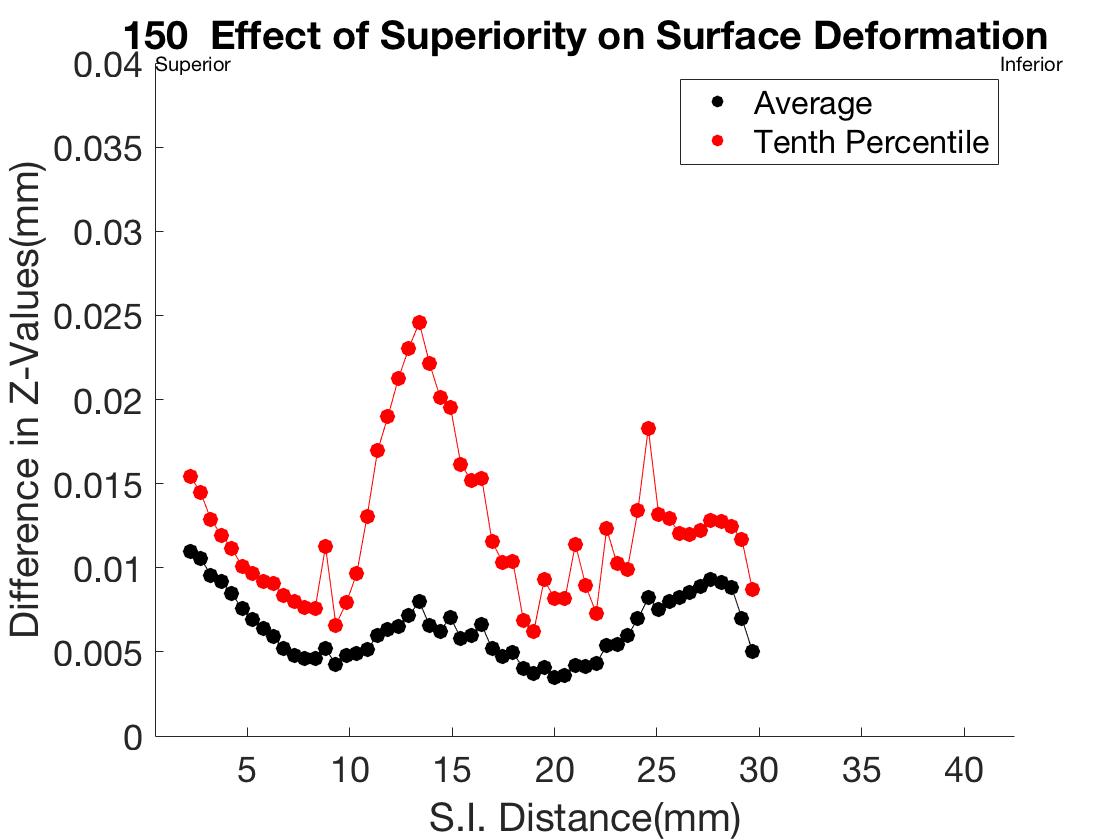 150  Effect of Superiority on Surface Deformation
Superior
Inferior
Average
Tenth Percentile
Difference in Z-Values(mm)
0.04
0.035
0.03
0.025
0.02
0.015
0.01
0.005
0
5 10 15 20 25 30 35 40
S.I. Distance(mm)